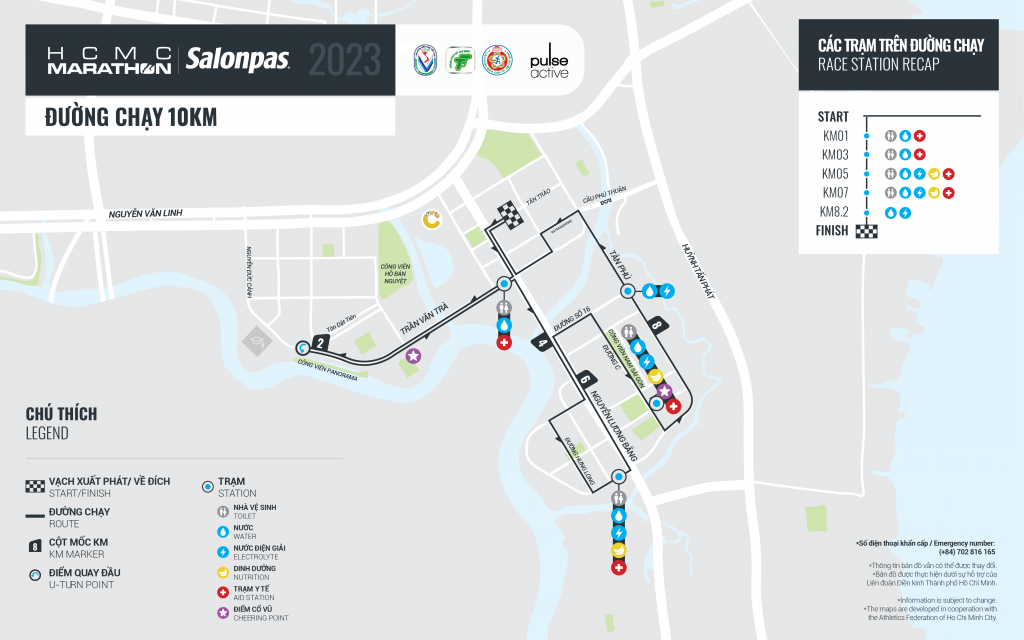 HCMC
MARATHON
Salonpas
2023
pulse
active
ĐƯỜNG CHẠY 10KM
CÁC TRẠM TRÊN ĐƯỜNG CHẠY
RACE STATION RECAP
START
KM01
KM03
KM05
KM07
KM8.2
FINISH
NGUYỄN VĂN LINH
TÂN TRÀO
CẦU PHÚ THUẬN
HUỲNH TẤN PHÁT
TÂN PHÚ
NGUYỄN ĐỨC CẢNH
CÔNG VIÊN
HỒ BÁN
NGUYỆT
TRẦN VĂN TRÀ
Tôn Dật Tiên
2
CÔNG VIÊN PANORAMA
ĐƯỜNG SỐ 15
8
4
CÔNG VIÊN NAM SÀI GÒN
ĐƯỜNG C
6
NGUYỄN LƯƠNG BẰNG
ĐƯỜNG HƯNG LONG
CHÚ THÍCH
LEGEND
VẠCH XUẤT PHÁT/ VỀ ĐÍCH
START/FINISH
ĐƯỜNG CHẠY
ROUTE
8
CỘT MỐC KM
KM MARKER
ĐIỂM QUAY ĐẦU
U-TURN POINT
TRẠM
STATION
NHÀ VỆ SINH
TOILET
NƯỚC
WATER
NƯỚC ĐIỆN GIẢI
ELECTROLYTE
DINH DƯỠNG
NUTRITION
TRẠM Y TẾ
AID STATION
ĐIỂM CỔ VŨ
CHEERING POINT
*Số điện thoại khẩn cấp / Emergency number:
(+84) 702 816 165
*Thông tin bản đồ vẫn có thể được thay đổi.
*Bản đồ được thực hiện dưới sự hỗ trợ của
Liên đoàn Điền kinh Thành phố Hồ Chí Minh.
*Information is subject to change.
*The maps are developed in cooperation with
the Athletics Federation of Ho Chi Minh City.